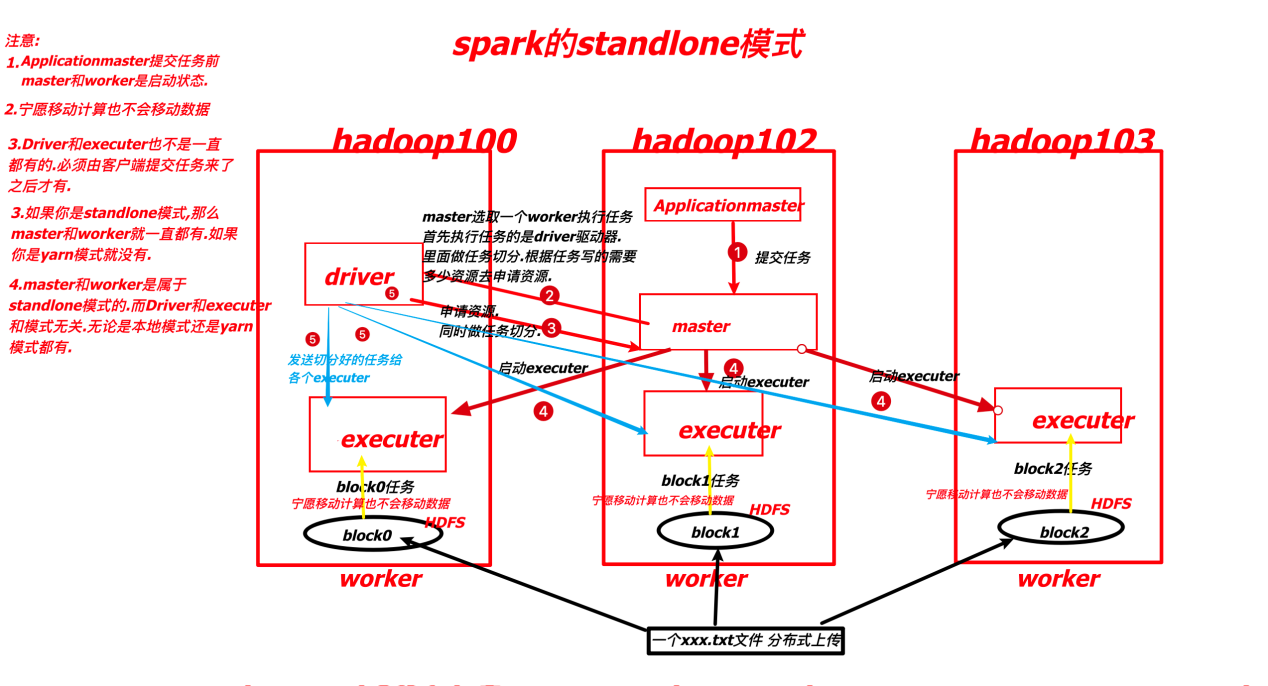 spark的standlone模式
注意:
1.Applicationmaster提交任务前
master和worker是启动状态.
2.宁愿移动计算也不会移动数据
3.Driver和executer也不是一直
都有的.必须由客户端提交任务来了
之后才有.
3.如果你是standlone模式,那么
master和worker就一直都有.如果
你是yarn模式就没有.
4.master和worker是属于
standlone模式的.而Driver和executer
和模式无关.无论是本地模式还是yarn
模式都有.
hadoop100
hadoop102
hadoop103
master选取一个worker执行任务
首先执行任务的是driver驱动器.
里面做任务切分.根据任务写的需要
多少资源去申请资源.
Applicationmaster
1
提交任务
driver
5
2
申请资源.
同时做任务切分.
3
master
5
5
发送切分好的任务给
各个executer
启动executer
4
4
启动executer
启动executer
4
executer
executer
executer
block0任务
宁愿移动计算也不会移动数据
HDFS
block0
block1任务
宁愿移动计算也不会移动数据
HDFS
block1
block2任务
宁愿移动计算也不会移动数据
HDFS
block2
worker
worker
worker
一个xxx.txt文件 分布式上传